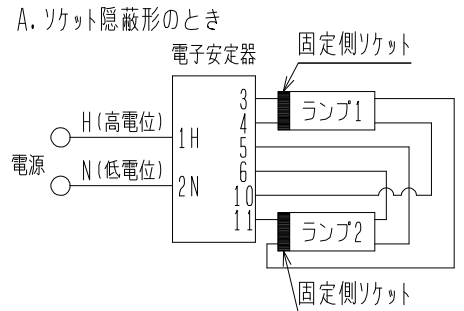 A. ソケット隠蔽形のとき
電子安定器
固定側ソケット
H(高電位)
1H
電源
N(低電位)
2N
3
4
5
6
10
11
ランプ1
ランプ2
固定側ソケット